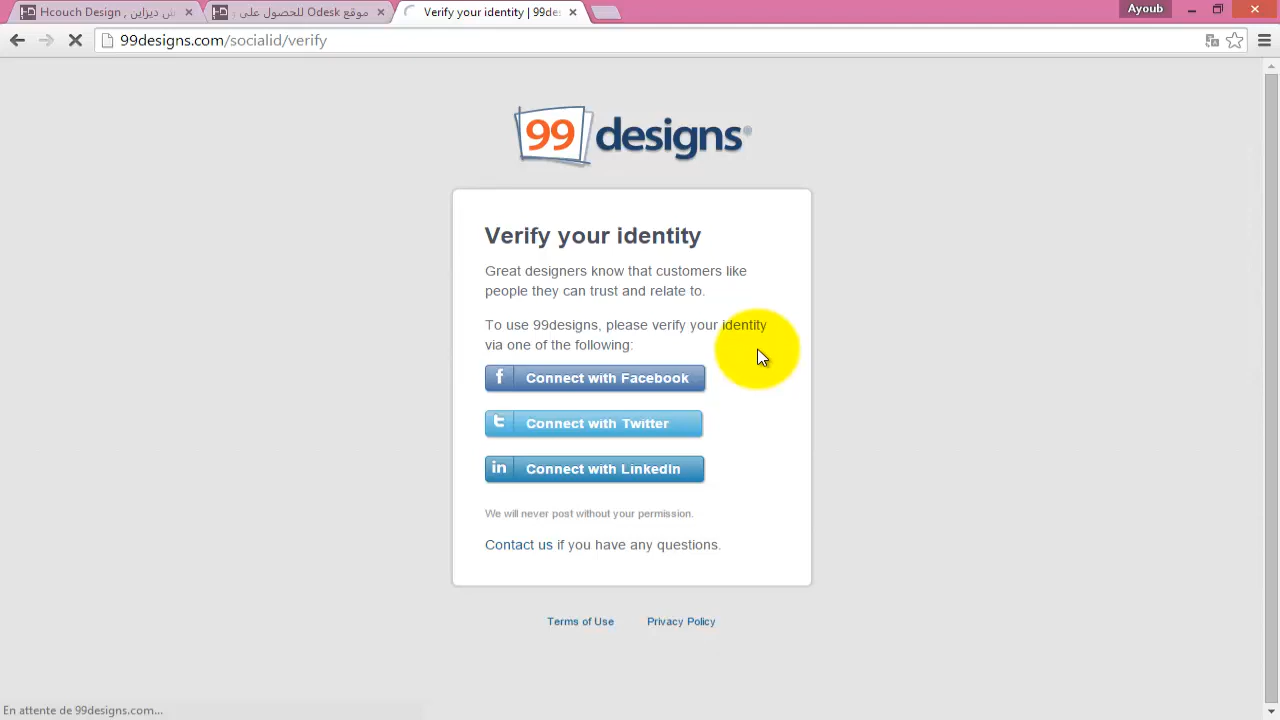 Hcouch Design , ش ديزاين
موقع Odesk للحصول على
Verify your identity | 99des
Ayoub
99designs.com/socialid/verify
99designs
Verify your identity
Great designers know that customers like
people they can trust and relate to.
To use 99designs, please verify your identity
via one of the following:
Connect with Facebook
Connect with Twitter
Connect with LinkedIn
We will never post without your permission.
Contact us if you have any questions.
Terms of Use Privacy Policy
En attente de 99designs.com...